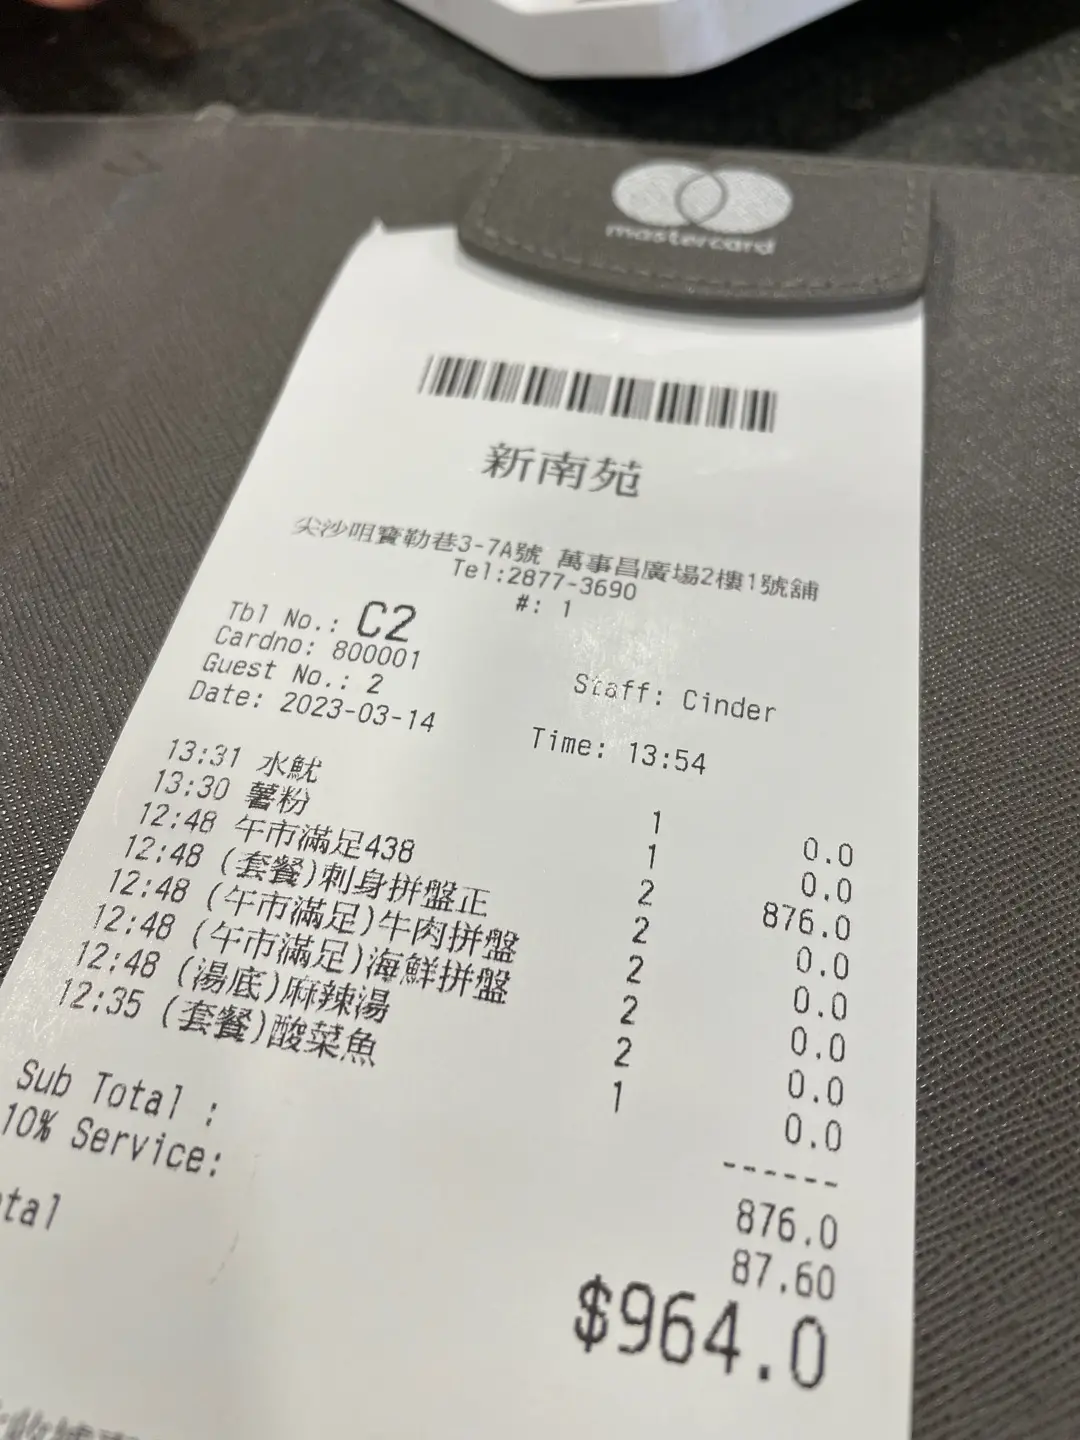 mastercard
新南苑
尖沙咀寶勒巷3-7A號 萬事昌廣場2樓1號舖
Tel:2877-3690
#: 1
Tbl No.: C2
Cardno: 800001
Guest No.: 2 Staff: Cinder
Date: 2023-03-14 Time: 13:54
13:31 水魷 1 0.0
13:30 薯粉 1 0.0
12:48 午市滿足438 2 876.0
12:48 (套餐)刺身拼盤正 2 0.0
12:48 (午市滿足)牛肉拼盤 2 0.0
12:48 (午市滿足)海鮮拼盤 2 0.0
12:48 (湯底)麻辣湯 2 0.0
12:35 (套餐)酸菜魚 1 0.0
------
Sub Total : 876.0
10% Service: 87.60
tal $964.0